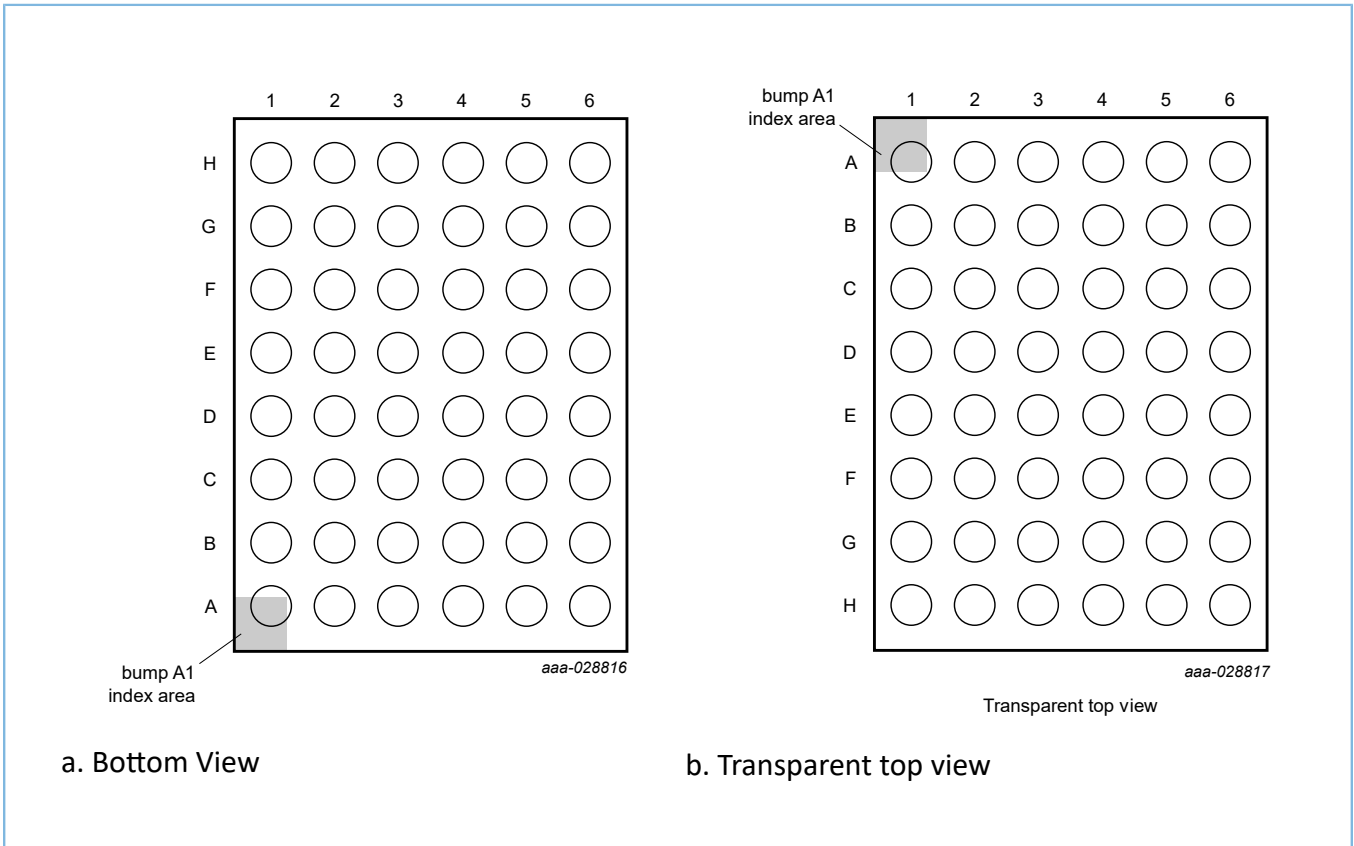 1 2 3 4 5 6
H
G
F
E
D
C
B
A
bump A1
index area
aaa-028816
a. Bottom View
bump A1
index area
1 2 3 4 5 6
A
B
C
D
E
F
G
H
aaa-028817
Transparent top view
b. Transparent top view